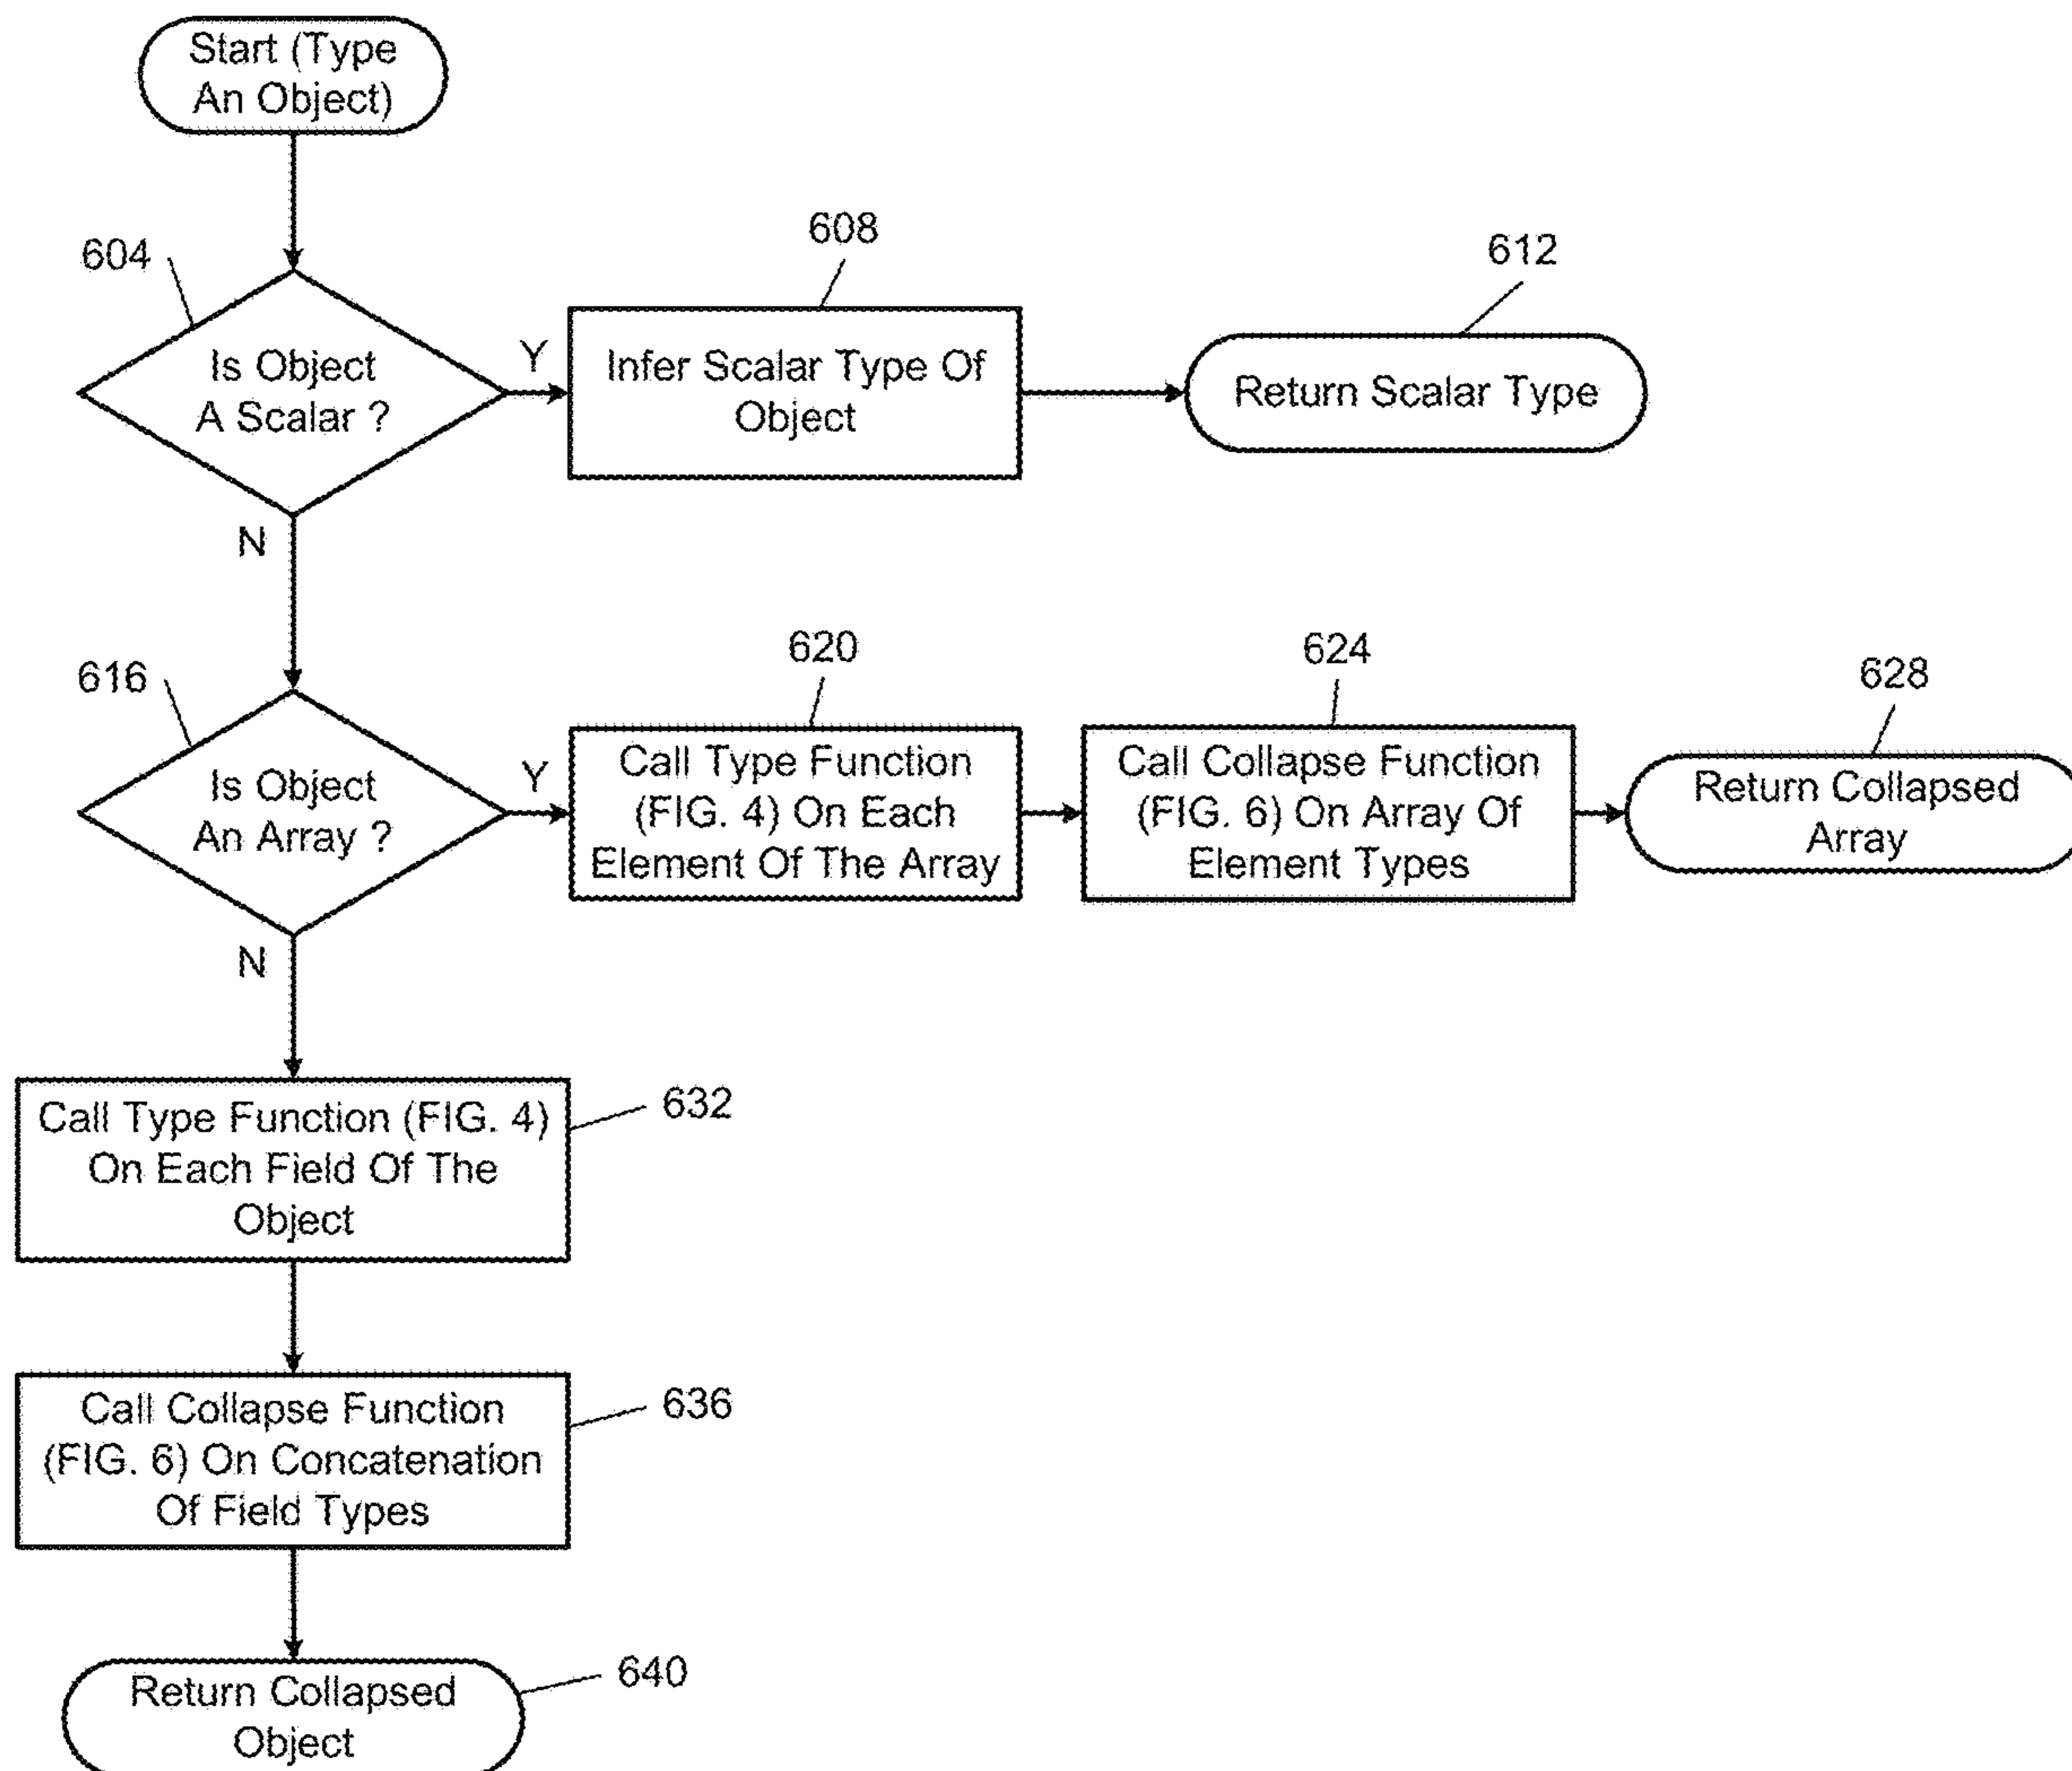 Start (Type
An Object)
604
608
612
Is Object
A Scalar ?
Y
Infer Scalar Type Of
Object
Return Scalar Type
N
616
620
624
628
Is Object
An Array ?
Y
Call Type Function
(FIG. 4) On Each
Element Of The Array
Call Collapse Function
(FIG. 6) On Array Of
Element Types
Return Collapsed
Array
N
Call Type Function (FIG. 4)
On Each Field Of The
Object
632
Call Collapse Function
(FIG. 6) On Concatenation
Of Field Types
636
Return Collapsed
Object
640